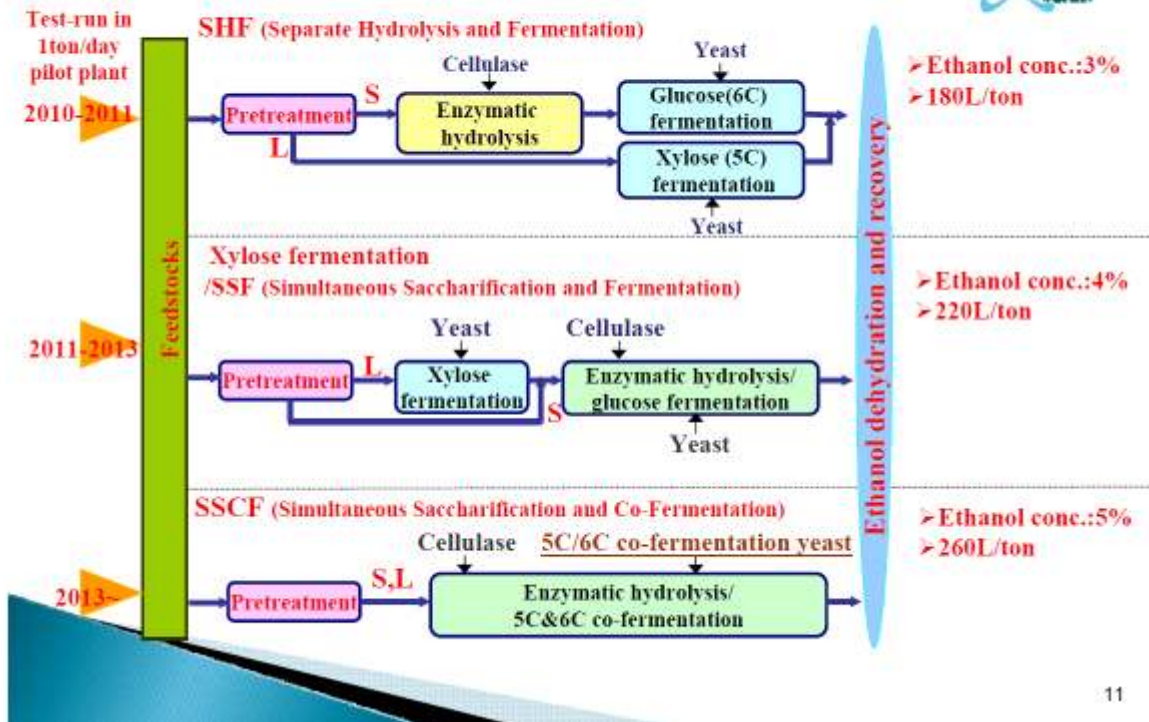 Test-run in
1ton/day
pilot plant
2010-2011
SHF (Separate Hydrolysis and Fermentation)
Pretreatment
S
L
Cellulase
Enzymatic
hydrolysis
Yeast
Glucose(6C)
fermentation
Xylose (5C)
fermentation
Yeast
➢Ethanol conc.:3%
➢180L/ton
Feedstocks
Ethanol dehydration and recovery
Xylose fermentation
/SSF (Simultaneous Saccharification and Fermentation)
2011-2013
Pretreatment
L
Yeast
Xylose
fermentation
S
Cellulase
Enzymatic hydrolysis/
glucose fermentation
Yeast
➢Ethanol conc.:4%
➢220L/ton
SSCF (Simultaneous Saccharification and Co-Fermentation)
2013~
Pretreatment
S,L
Cellulase
5C/6C co-fermentation yeast
Enzymatic hydrolysis/
5C&6C co-fermentation
➢Ethanol conc.:5%
➢260L/ton
11